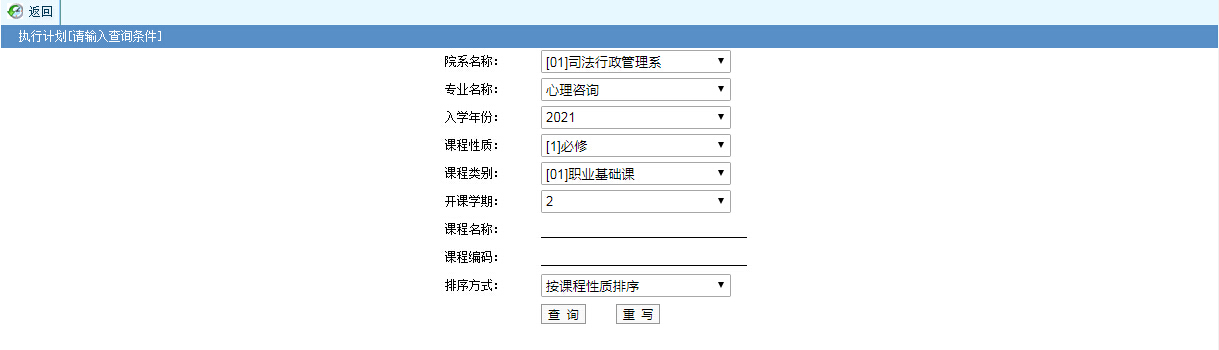 返回
执行计划[请输入查询条件]
院系名称： [01]司法行政管理系
专业名称： 心理咨询
入学年份： 2021
课程性质： [1]必修
课程类别： [01]职业基础课
开课学期： 2
课程名称：
课程编码：
排序方式： 按课程性质排序
查 询 重 写